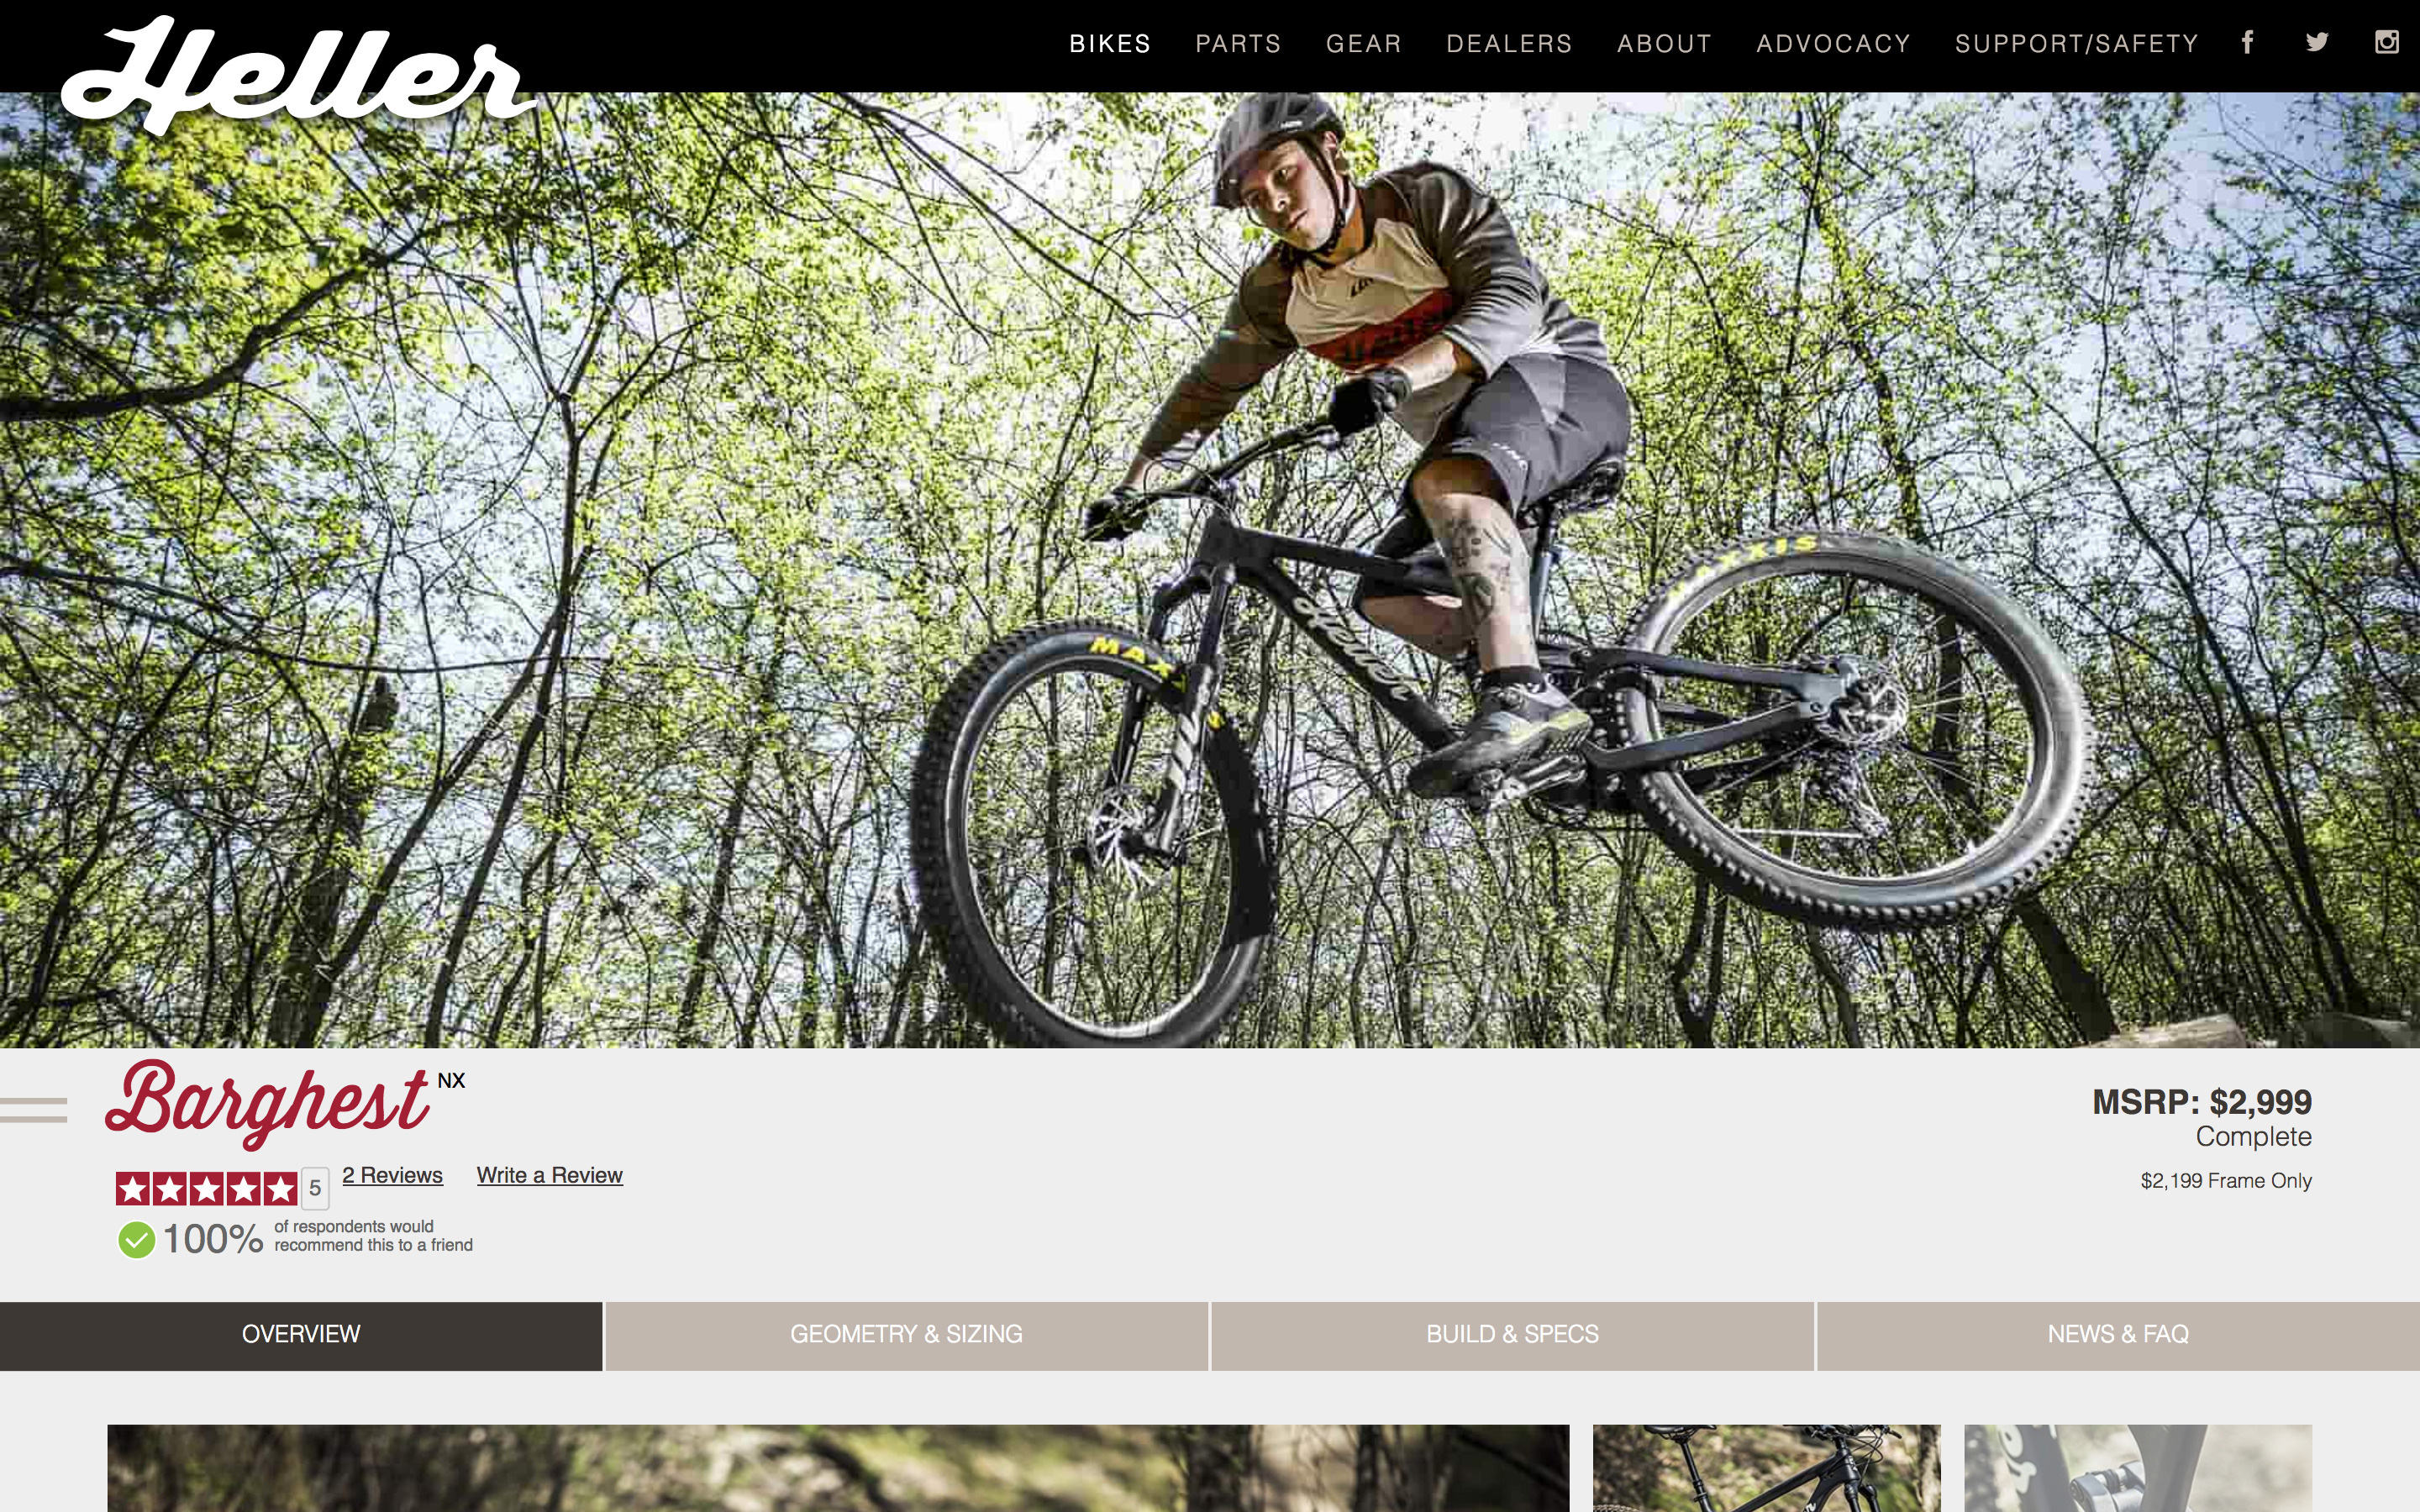 Heller
BIKES PARTS GEAR DEALERS ABOUT ADVOCACY SUPPORT/SAFETY
MAXXIS
Heller
MAX
Barghest NX
MSRP: $2,999
Complete
$2,199 Frame Only
5 2 Reviews Write a Review
100% of respondents would
recommend this to a friend
OVERVIEW GEOMETRY & SIZING BUILD & SPECS NEWS & FAQ